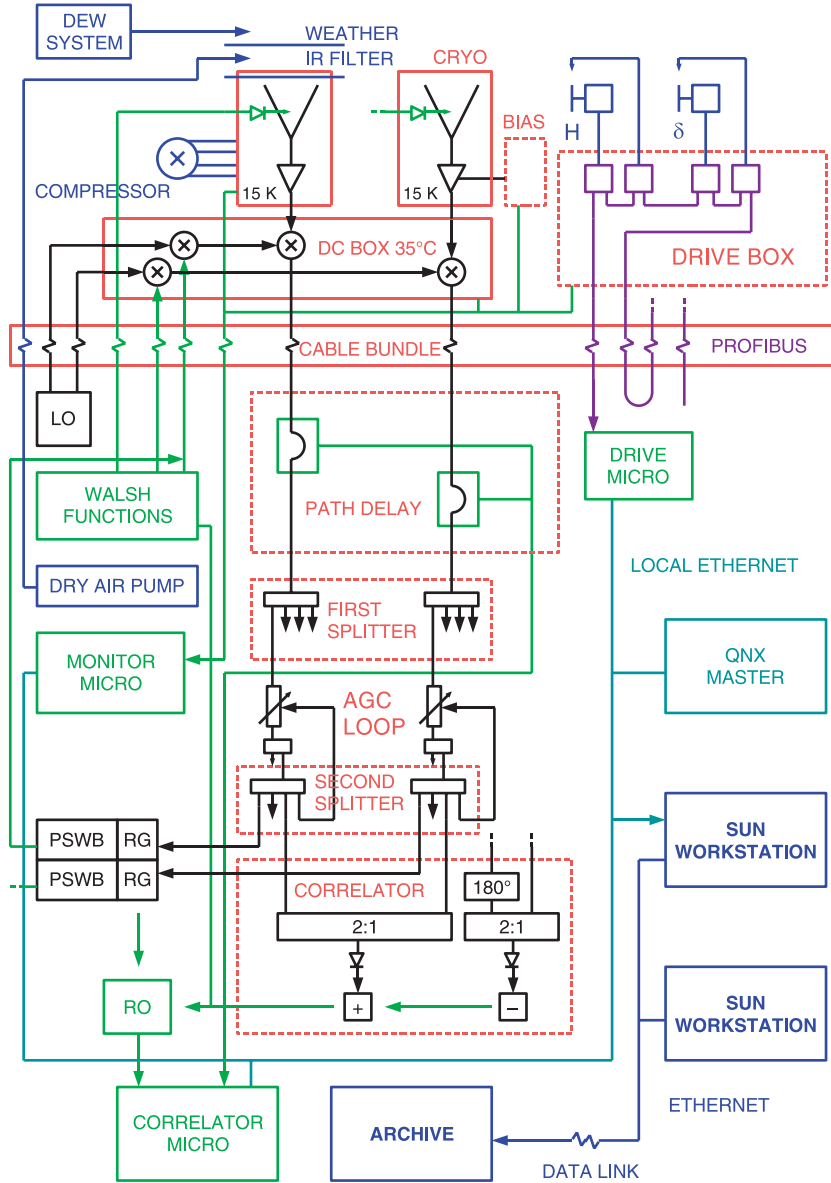 DEW
SYSTEM
WEATHER
IR FILTER
CRYO
BIAS
H
δ
COMPRESSOR
15 K
15 K
DC BOX 35°C
DRIVE BOX
CABLE BUNDLE
PROFIBUS
LO
DRIVE
MICRO
WALSH
FUNCTIONS
PATH DELAY
LOCAL ETHERNET
DRY AIR PUMP
FIRST
SPLITTER
MONITOR
MICRO
QNX
MASTER
AGC
LOOP
SECOND
SPLITTER
PSWB RG
PSWB RG
SUN
WORKSTATION
CORRELATOR
180°
2:1
2:1
RO
+
−
SUN
WORKSTATION
CORRELATOR
MICRO
ARCHIVE
ETHERNET
DATA LINK